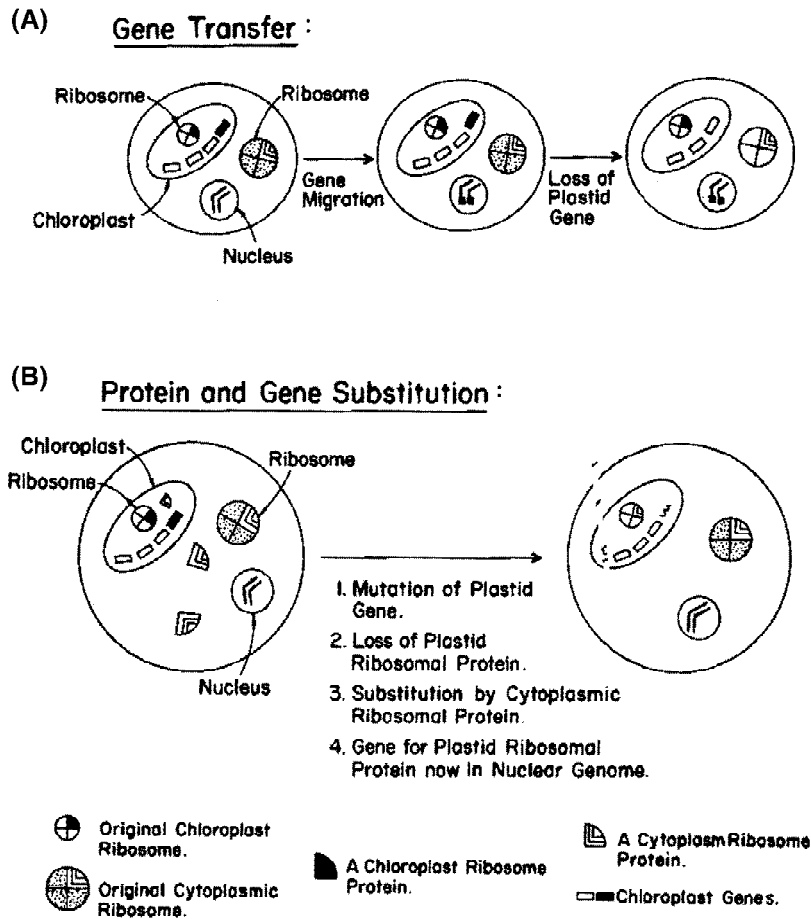 (A) Gene Transfer :
Ribosome
Ribosome
Chloroplast
Nucleus
Gene
Migration
Loss of
Plastid
Gene
(B) Protein and Gene Substitution :
Chloroplast
Ribosome
Ribosome
Nucleus
1. Mutation of Plastid
Gene.
2. Loss of Plastid
Ribosomal Protein.
3. Substitution by Cytoplasmic
Ribosomal Protein.
4. Gene for Plastid Ribosomal
Protein now in Nuclear Genome.
Original Chloroplast
Ribosome.
Original Cytoplasmic
Ribosome.
A Chloroplast Ribosome
Protein.
A Cytoplasm Ribosome
Protein.
Chloroplast Genes.